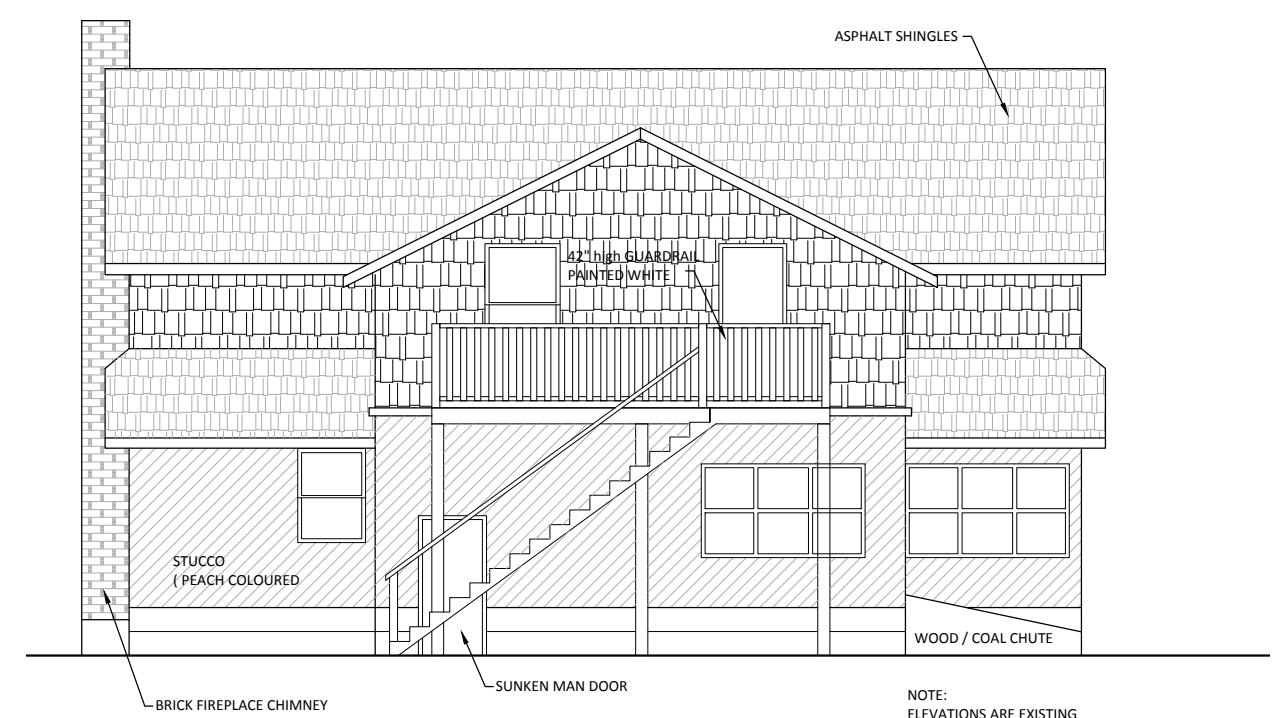 ASPHALT SHINGLES
42" high GUARDRAIL
PAINTED WHITE
STUCCO
( PEACH COLOURED
WOOD / COAL CHUTE
SUNKEN MAN DOOR
BRICK FIREPLACE CHIMNEY
NOTE:
ELEVATIONS ARE EXISTING